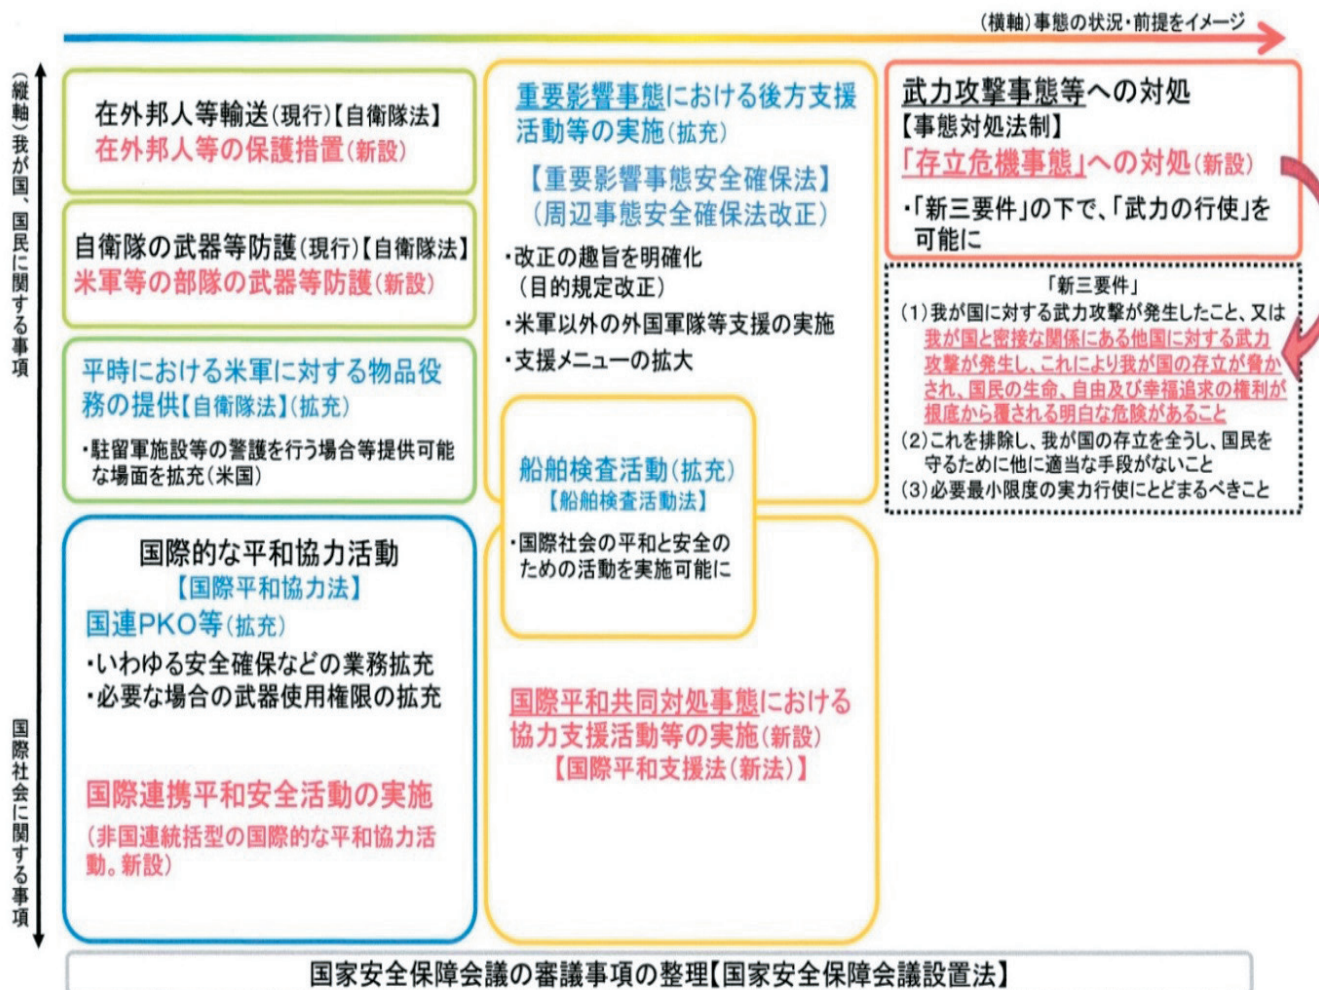 (横軸)事態の状況・前提をイメージ
(縦軸)我が国、国民に関する事項
国際社会に関する事項
在外邦人等輸送(現行)【自衛隊法】
在外邦人等の保護措置(新設)
自衛隊の武器等防護(現行)【自衛隊法】
米軍等の部隊の武器等防護(新設)
平時における米軍に対する物品役
務の提供【自衛隊法】(拡充)
・駐留軍施設等の警護を行う場合等提供可能
な場面を拡充(米国)
国際的な平和協力活動
【国際平和協力法】
国連PKO等(拡充)
・いわゆる安全確保などの業務拡充
・必要な場合の武器使用権限の拡充
国際連携平和安全活動の実施
(非国連統括型の国際的な平和協力活
動。新設)
重要影響事態における後方支援
活動等の実施(拡充)
【重要影響事態安全確保法】
(周辺事態安全確保法改正)
・改正の趣旨を明確化
(目的規定改正)
・米軍以外の外国軍隊等支援の実施
・支援メニューの拡大
船舶検査活動(拡充)
【船舶検査活動法】
・国際社会の平和と安全の
ための活動を実施可能に
国際平和共同対処事態における
協力支援活動等の実施(新設)
【国際平和支援法(新法)】
武力攻撃事態等への対処
【事態対処法制】
「存立危機事態」への対処(新設)
・「新三要件」の下で、「武力の行使」を
可能に
「新三要件」
(1)我が国に対する武力攻撃が発生したこと、又は
我が国と密接な関係にある他国に対する武力
攻撃が発生し、これにより我が国の存立が脅か
され、国民の生命、自由及び幸福追求の権利が
根底から覆される明白な危険があること
(2)これを排除し、我が国の存立を全うし、国民を
守るために他に適当な手段がないこと
(3)必要最小限度の実力行使にとどまるべきこと
国家安全保障会議の審議事項の整理【国家安全保障会議設置法】